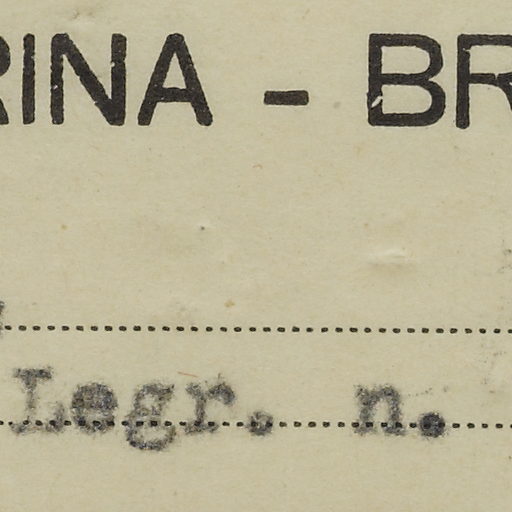 RINA - BR
Legr. n.